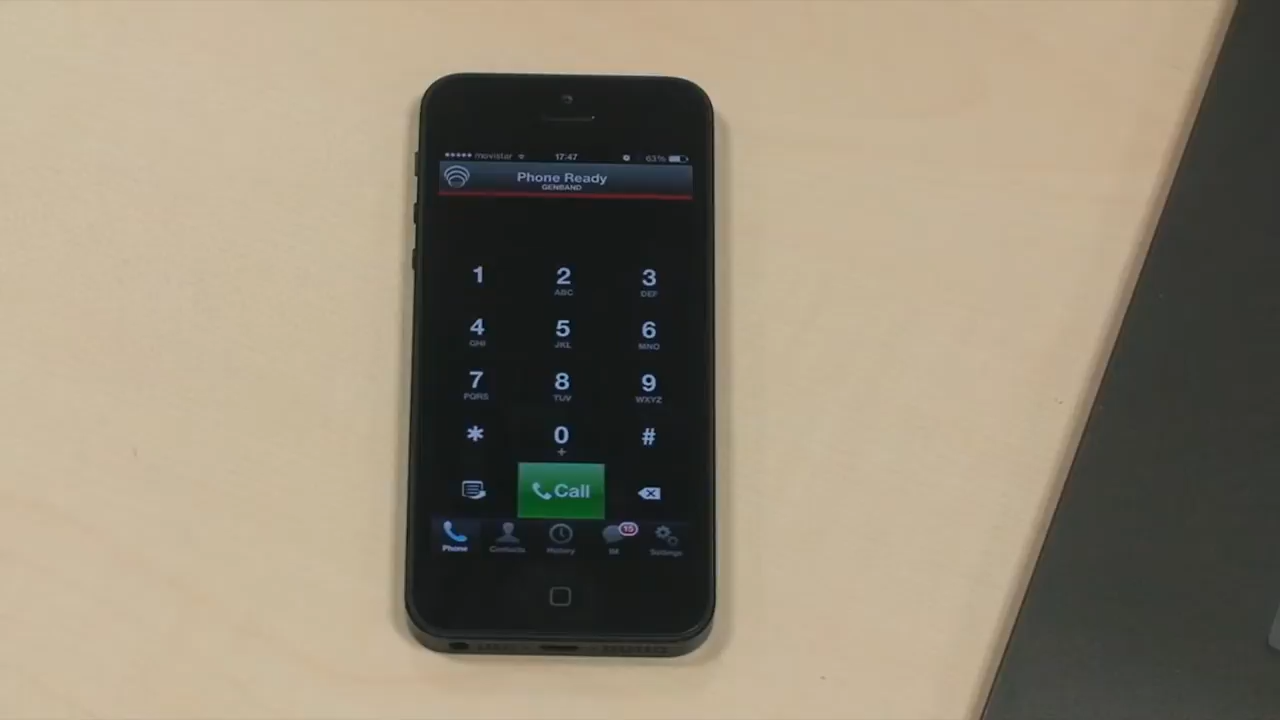 movistar 17:47 63%
Phone Ready
GENBAND
1 2 3
ABC DEF
4 5 6
GHI JKL MNO
7 8 9
PQRS TUV WXYZ
* 0 #
+
Call
15
Phone Contacts History IM Settings